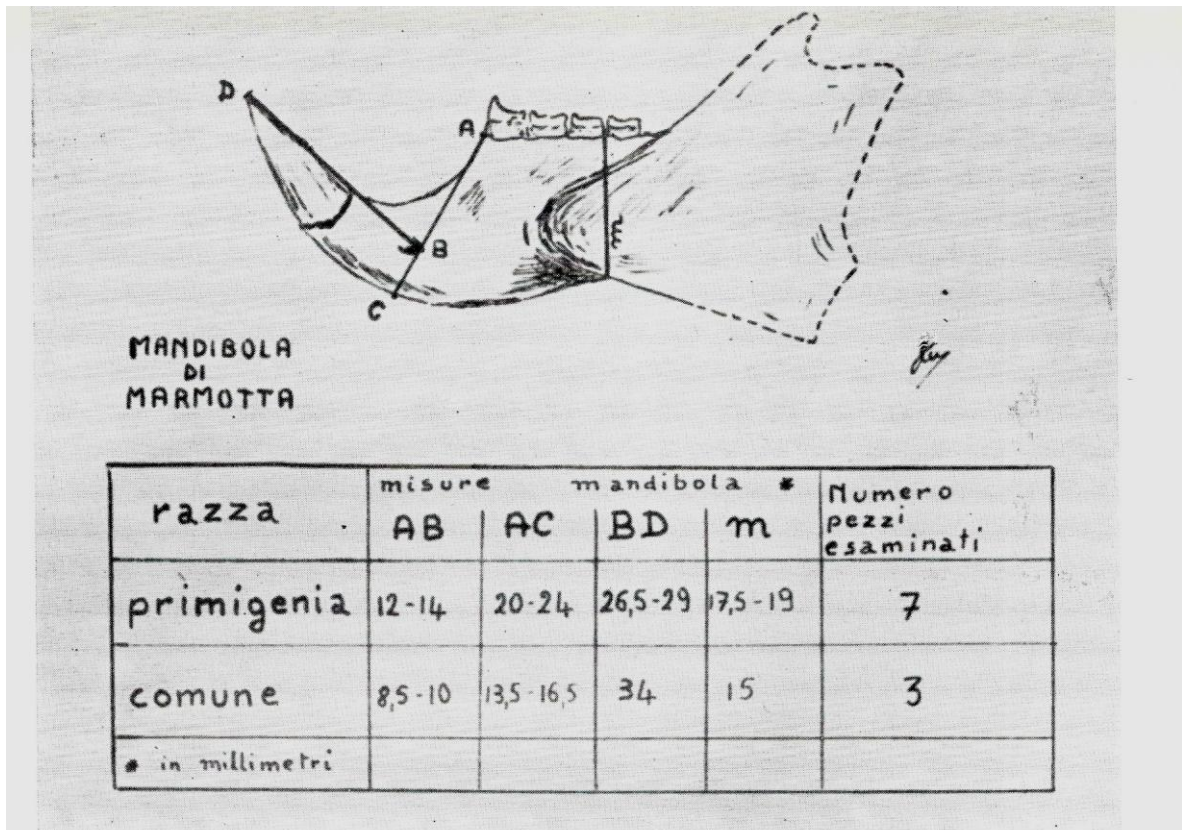 D
A
B
C
m
MANDIBOLA
DI
MARMOTTA
razza
misure mandibola *
AB AC BD m
Numero
pezzi
esaminati
primigenia 12-14 20-24 26,5-29 17,5-19 7
comune 8,5-10 13,5-16,5 34 15 3
* in millimetri